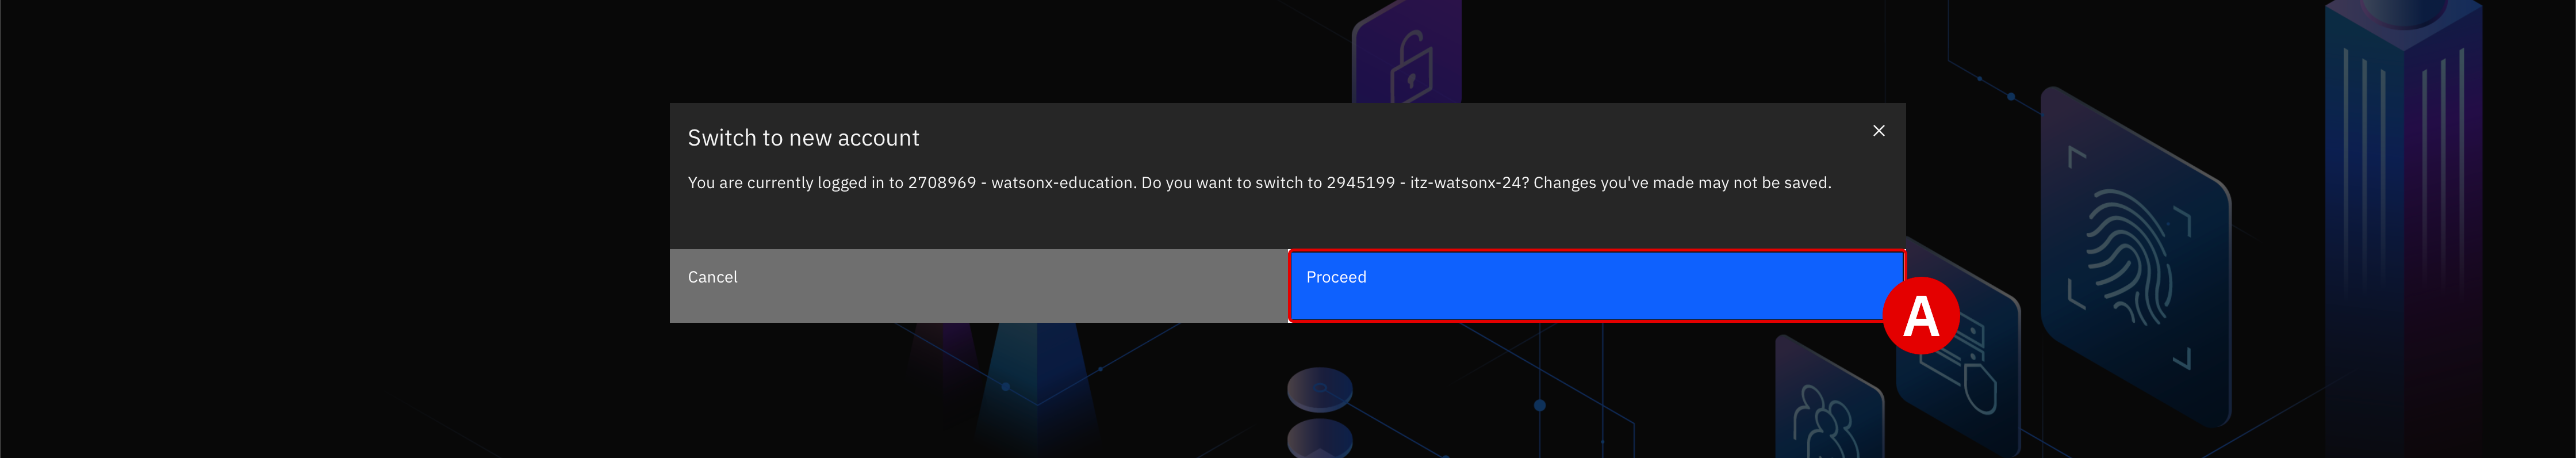 Switch to new account
You are currently logged in to 2708969 - watsonx-education. Do you want to switch to 2945199 - itz-watsonx-24? Changes you've made may not be saved.
Cancel
Proceed
A